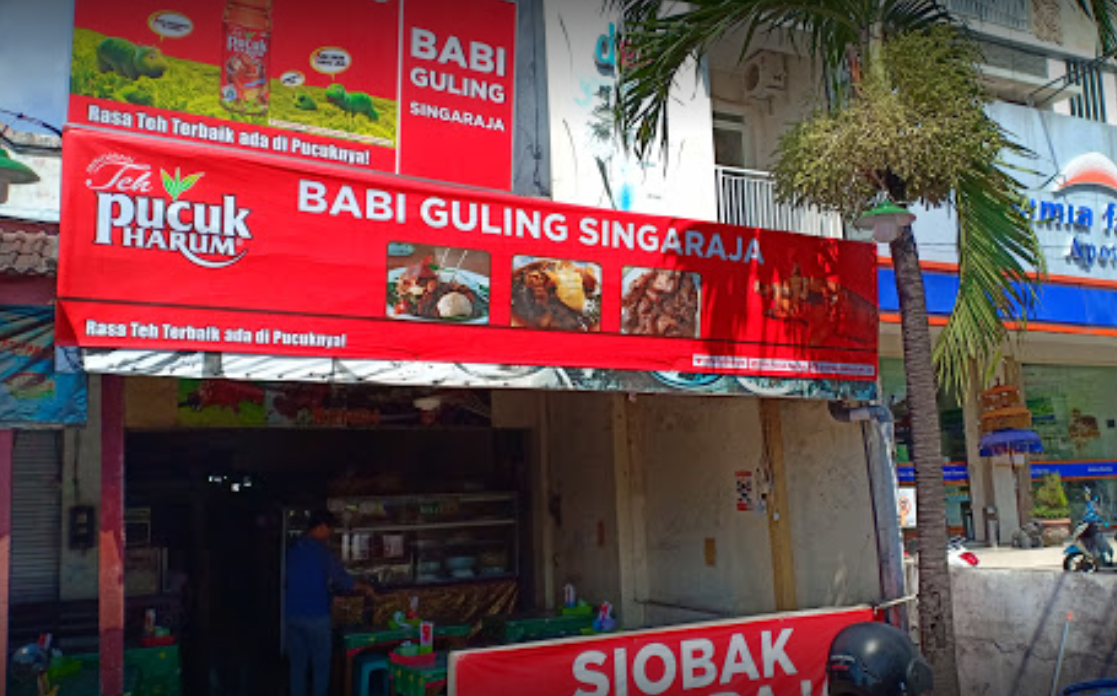 Pucuk
Rasa Teh Terbaik ada di Pucuknya!
BABI
GULING
SINGARAJA
Teh
pucuk
HARUM
BABI GULING SINGARAJA
Rasa Teh Terbaik ada di Pucuknya!
SIOBAK